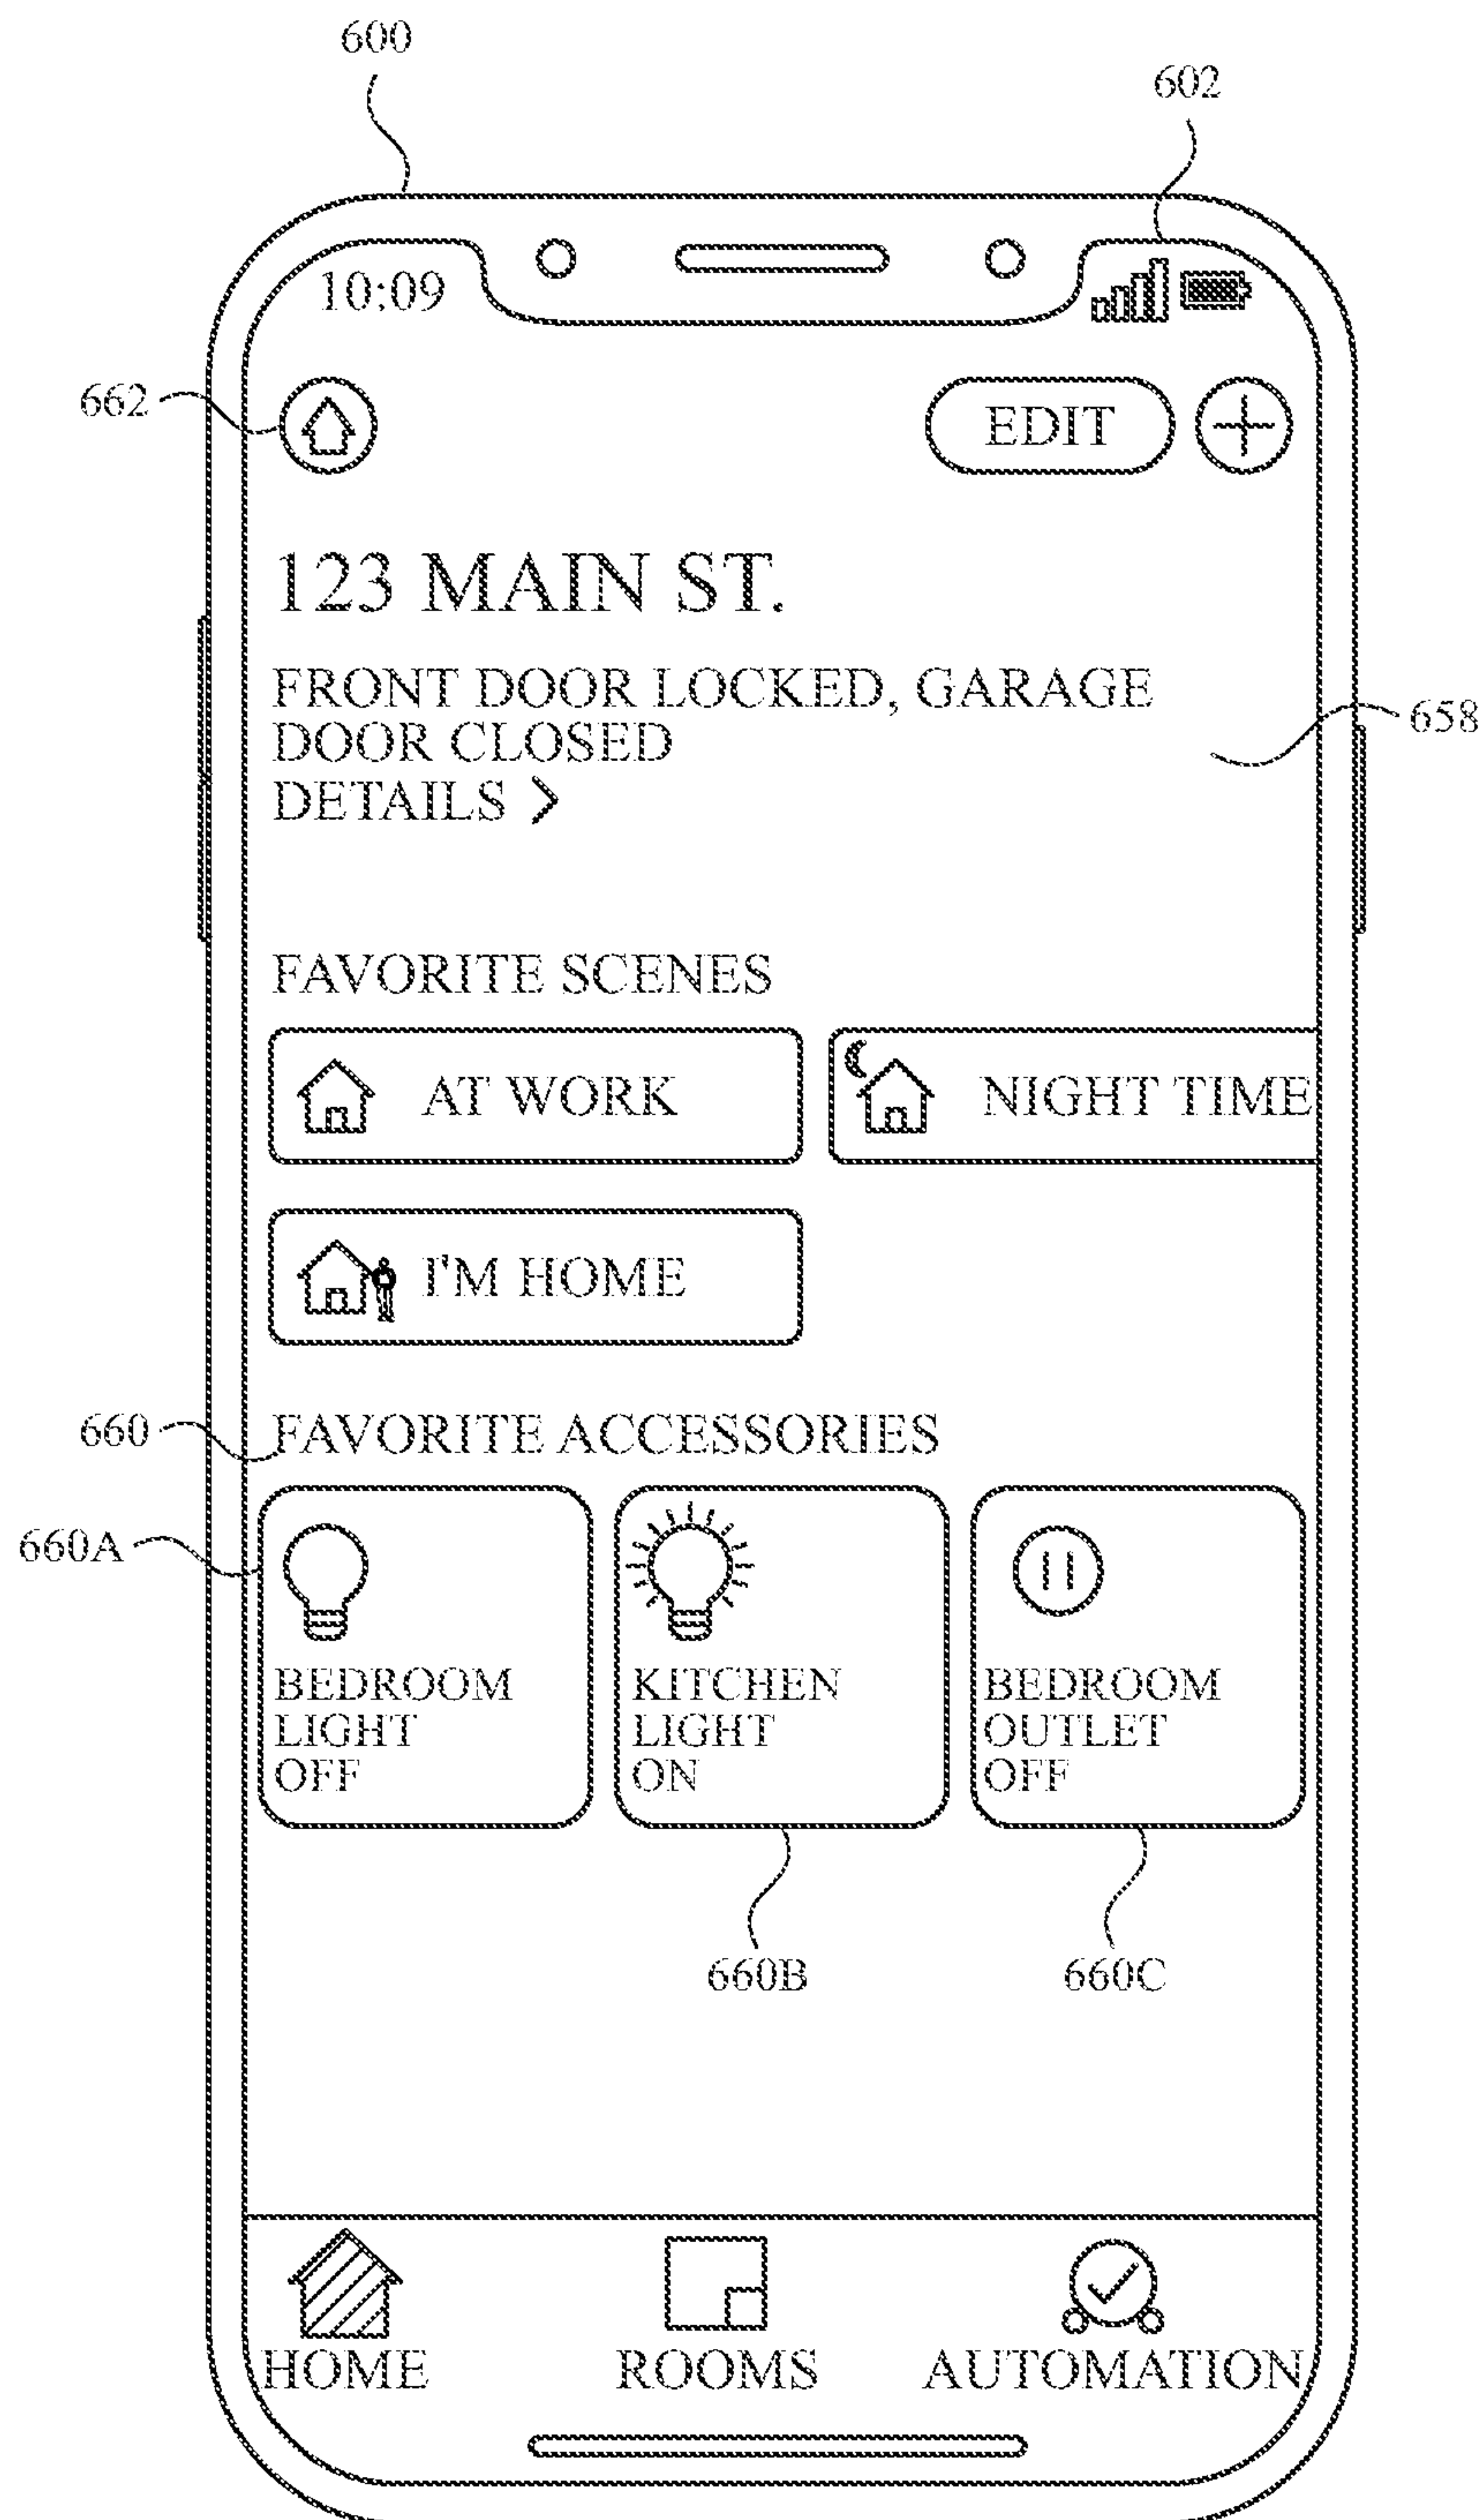 600
602
10:09
662
EDIT
123 MAIN ST.
FRONT DOOR LOCKED, GARAGE
DOOR CLOSED
658
DETAILS >
FAVORITE SCENES
AT WORK
NIGHT TIME
I'M HOME
660
FAVORITE ACCESSORIES
660A
BEDROOM
LIGHT
OFF
KITCHEN
LIGHT
ON
BEDROOM
OUTLET
OFF
660B
660C
HOME
ROOMS
AUTOMATION